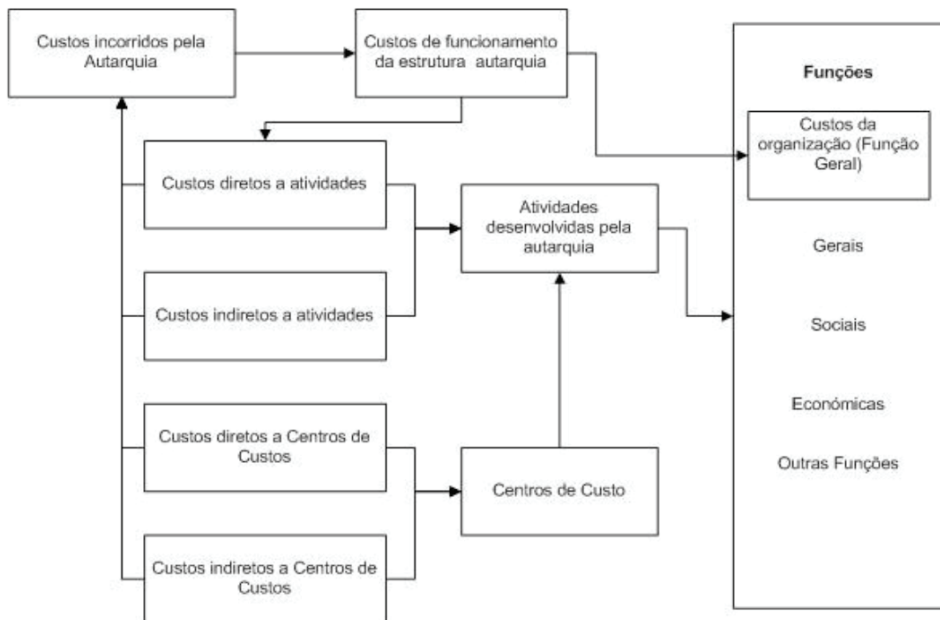 Custos incorridos pela
Autarquia
Custos de funcionamento
da estrutura autarquia
Funções
Custos da
organização (Função
Geral)
Custos diretos a atividades
Atividades
desenvolvidas pela
autarquia
Gerais
Custos indiretos a atividades
Sociais
Económicas
Custos diretos a Centros de
Custos
Outras Funções
Centros de Custo
Custos indiretos a Centros de
Custos